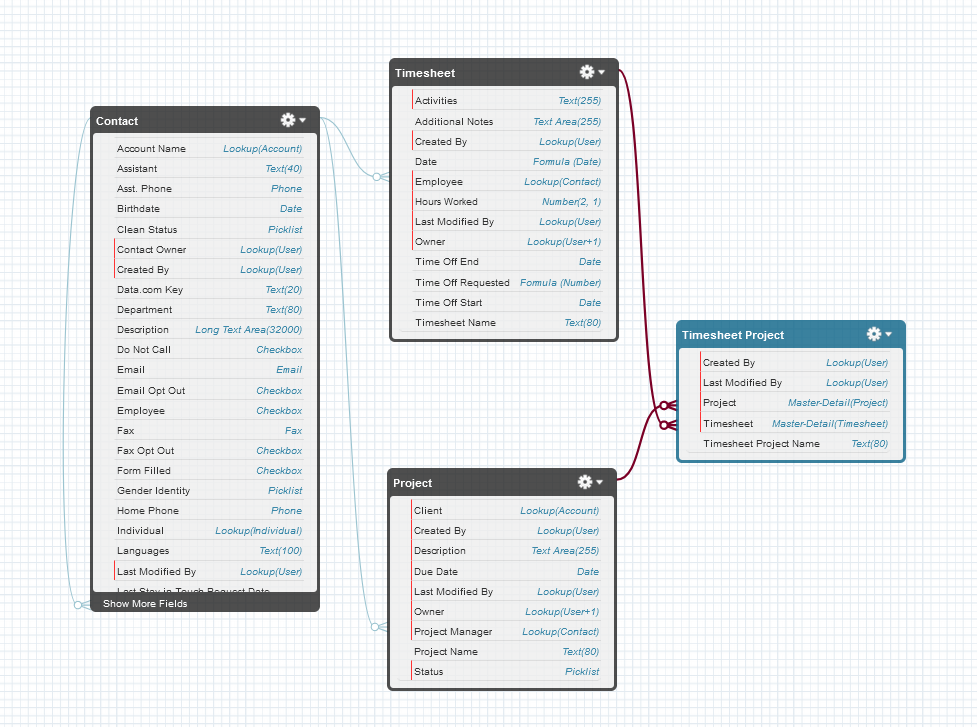 Contact
Account Name Lookup(Account)
Assistant Text(40)
Asst. Phone Phone
Birthdate Date
Clean Status Picklist
Contact Owner Lookup(User)
Created By Lookup(User)
Data.com Key Text(20)
Department Text(80)
Description Long Text Area(32000)
Do Not Call Checkbox
Email Email
Email Opt Out Checkbox
Employee Checkbox
Fax Fax
Fax Opt Out Checkbox
Form Filled Checkbox
Gender Identity Picklist
Home Phone Phone
Individual Lookup(Individual)
Languages Text(100)
Last Modified By Lookup(User)
Last Stay-in-Touch Request Date
Show More Fields
Timesheet
Activities Text(255)
Additional Notes Text Area(255)
Created By Lookup(User)
Date Formula (Date)
Employee Lookup(Contact)
Hours Worked Number(2, 1)
Last Modified By Lookup(User)
Owner Lookup(User+1)
Time Off End Date
Time Off Requested Formula (Number)
Time Off Start Date
Timesheet Name Text(80)
Project
Client Lookup(Account)
Created By Lookup(User)
Description Text Area(255)
Due Date Date
Last Modified By Lookup(User)
Owner Lookup(User+1)
Project Manager Lookup(Contact)
Project Name Text(80)
Status Picklist
Timesheet Project
Created By Lookup(User)
Last Modified By Lookup(User)
Project Master-Detail(Project)
Timesheet Master-Detail(Timesheet)
Timesheet Project Name Text(80)